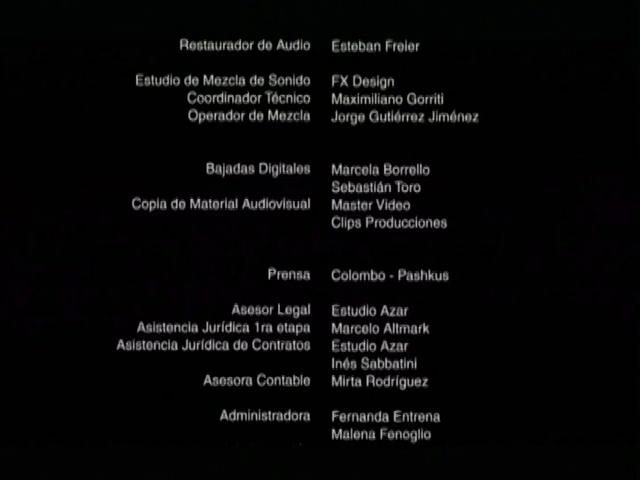 Restaurador de Audio Esteban Freier
Estudio de Mezcla de Sonido FX Design
Coordinador Técnico Maximiliano Gorriti
Operador de Mezcla Jorge Gutiérrez Jiménez
Bajadas Digitales Marcela Borrello
Sebastián Toro
Copia de Material Audiovisual Master Video
Clips Producciones
Prensa Colombo - Pashkus
Asesor Legal Estudio Azar
Asistencia Jurídica 1ra etapa Marcelo Altmark
Asistencia Jurídica de Contratos Estudio Azar
Inés Sabbatini
Asesora Contable Mirta Rodríguez
Administradora Fernanda Entrena
Malena Fenoglio